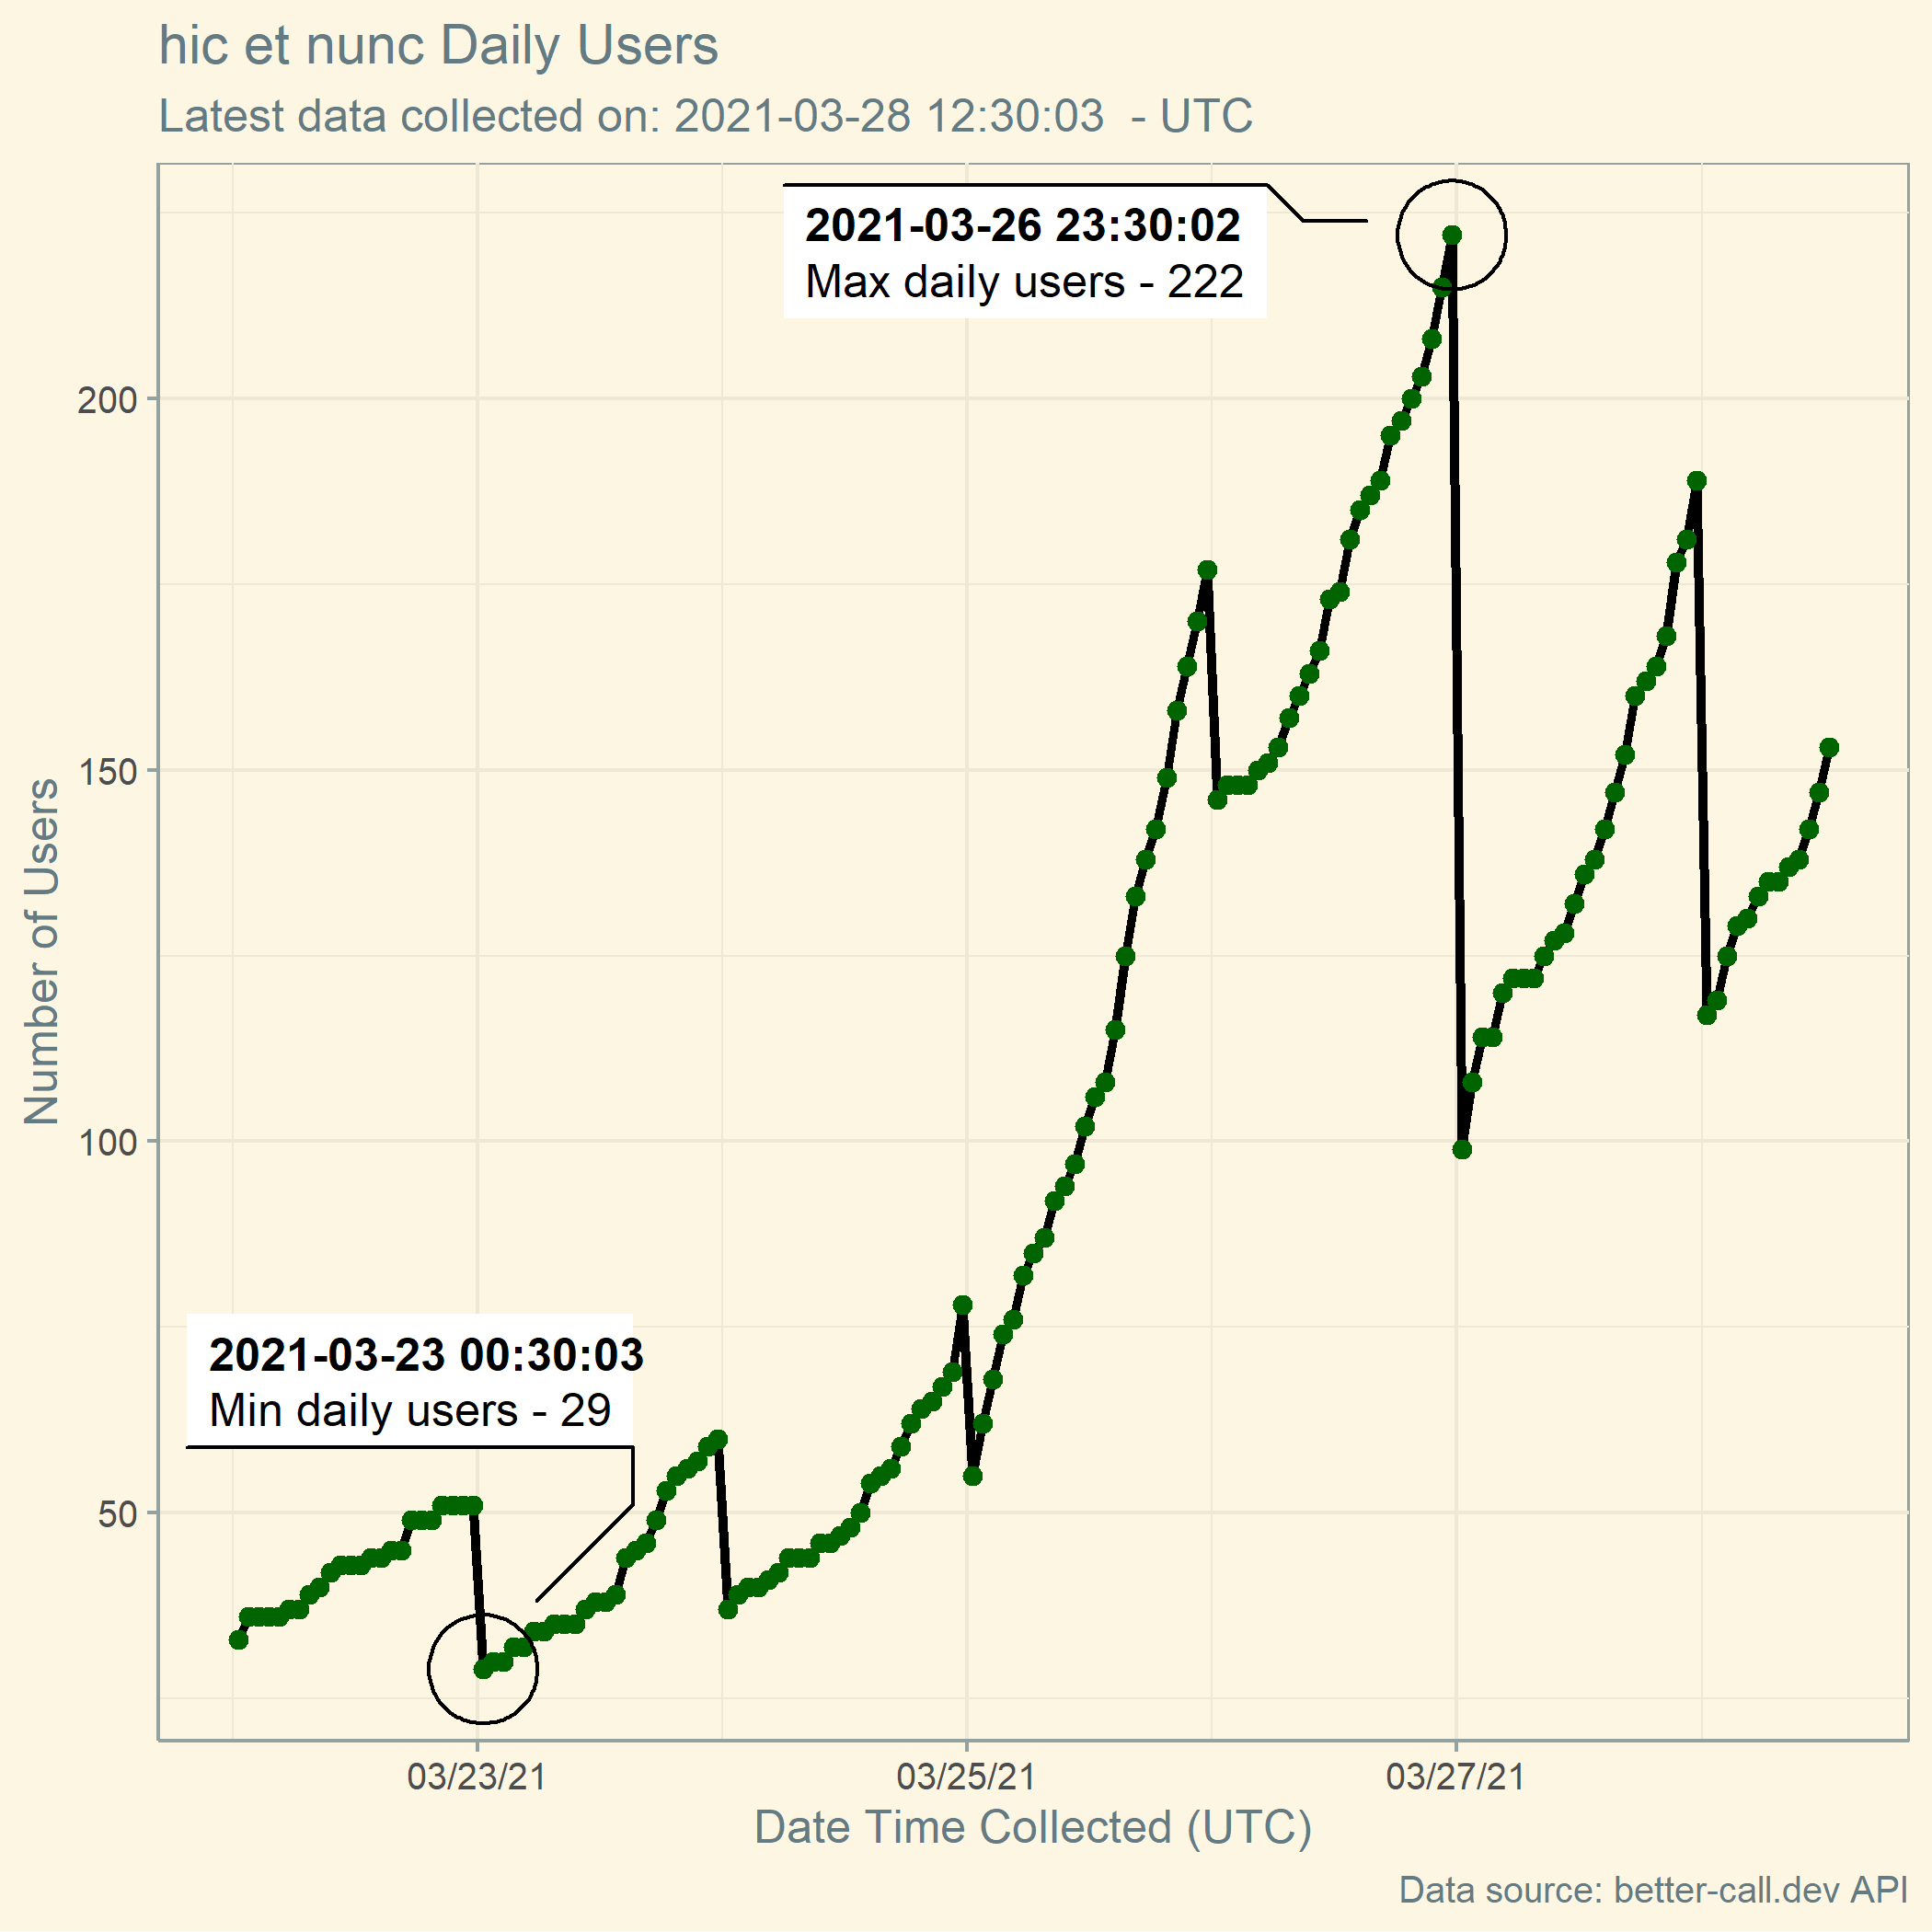 hic et nunc Daily Users
Latest data collected on: 2021-03-28 12:30:03  - UTC
2021-03-26 23:30:02
Max daily users - 222
200
150
100
50
Number of Users
2021-03-23 00:30:03
Min daily users - 29
03/23/21
03/25/21
03/27/21
Date Time Collected (UTC)
Data source: better-call.dev API